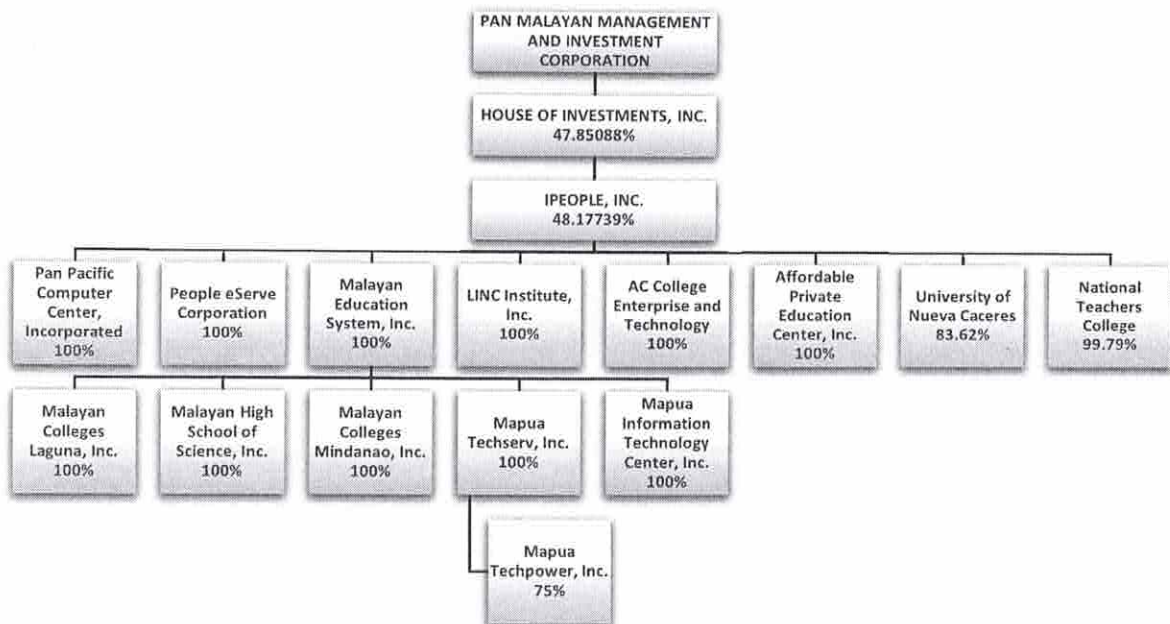 PAN MALAYAN MANAGEMENT
AND INVESTMENT
CORPORATION
HOUSE OF INVESTMENTS, INC.
47.85088%
IPEOPLE, INC.
48.17739%
Pan Pacific
Computer
Center,
Incorporated
100%
People eServe
Corporation
100%
Malayan
Education
System, Inc.
100%
LINC Institute,
Inc.
100%
AC College
Enterprise and
Technology
100%
Affordable
Private
Education
Center, Inc.
100%
University of
Nueva Caceres
83.62%
National
Teachers
College
99.79%
Malayan
Colleges
Laguna, Inc.
100%
Malayan High
School of
Science, Inc.
100%
Malayan
Colleges
Mindanao, Inc.
100%
Mapua
Techserv, Inc.
100%
Mapua
Information
Technology
Center, Inc.
100%
Mapua
Techpower, Inc.
75%